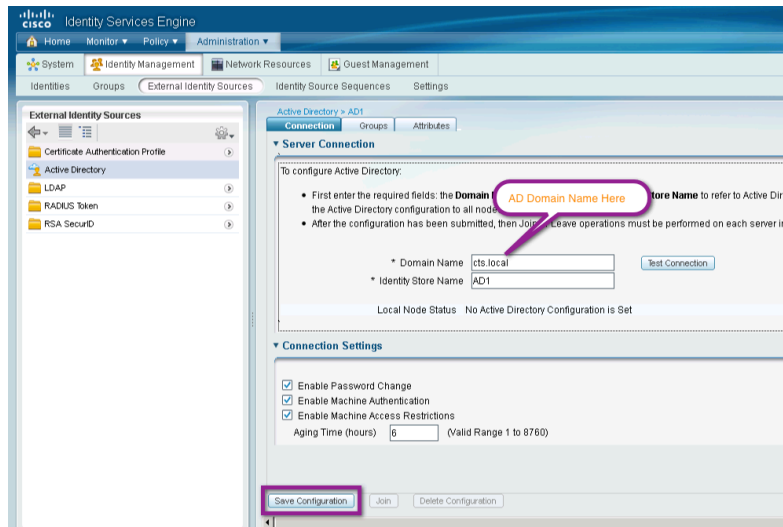 cisco Identity Services Engine
Home Monitor ▾ Policy ▾ Administration ▾
System Identity Management Network Resources Guest Management
Identities Groups External Identity Sources Identity Source Sequences Settings
External Identity Sources
Certificate Authentication Profile
Active Directory
LDAP
RADIUS Token
RSA SecurID
Active Directory > AD1
Connection Groups Attributes
▾ Server Connection
To configure Active Directory:
• First enter the required fields: the Domain tore Name to refer to Active Dir
AD Domain Name Here
the Active Directory configuration to all node
• After the configuration has been submitted, then Join Leave operations must be performed on each server i
* Domain Name cts.local Test Connection
* Identity Store Name AD1
Local Node Status No Active Directory Configuration is Set
▾ Connection Settings
Enable Password Change
Enable Machine Authentication
Enable Machine Access Restrictions
Aging Time (hours) 6 (Valid Range 1 to 8760)
Save Configuration Join Delete Configuration